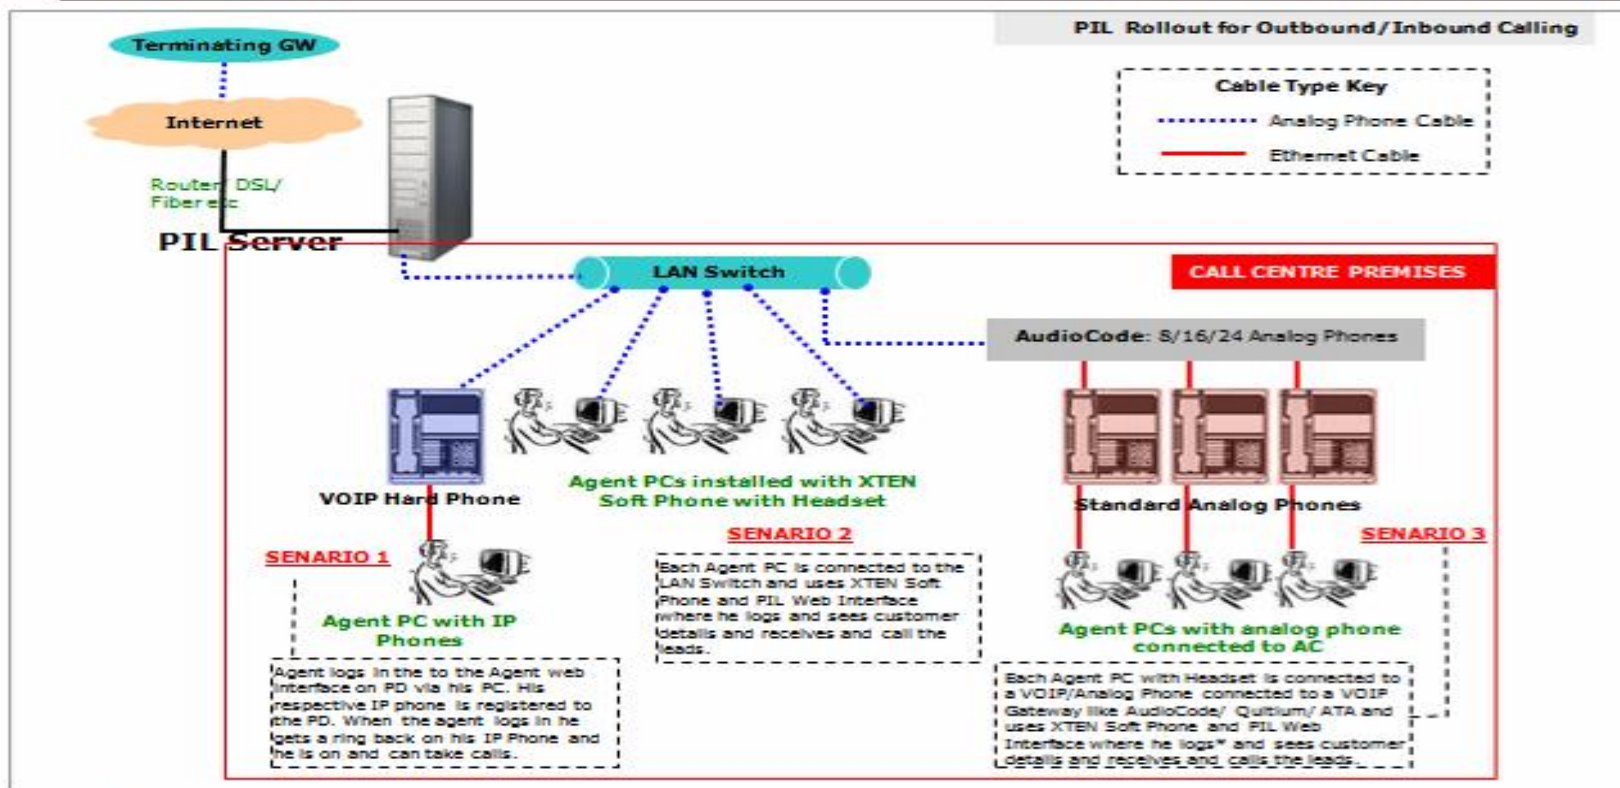 PIL Rollout for Outbound/Inbound Calling
Terminating GW
Internet
Cable Type Key
Analog Phone Cable
Ethernet Cable
Router/ DSL/
Fiber etc
PIL Server
LAN Switch
CALL CENTRE PREMISES
AudioCode: 8/16/24 Analog Phones
VOIP Hard Phone
Agent PCs installed with XTEN
Soft Phone with Headset
Standard Analog Phones
SENARIO 1
Agent PC with IP
Phones
Agent logs in the to the Agent web
interface on PD via his PC. His
respective IP phone is registered to
the PD. When the agent logs in he
gets a ring back on his IP Phone and
he is on and can take calls.
SENARIO 2
Each Agent PC is connected to the
LAN Switch and uses XTEN Soft
Phone and PIL Web Interface
where he logs and sees customer
details and receives and call the
leads.
SENARIO 3
Agent PCs with analog phone
connected to AC
Each Agent PC with Headset is connected to
a VOIP/Analog Phone connected to a VOIP
Gateway like AudioCode/ Quitium/ ATA and
uses XTEN Soft Phone and PIL Web
Interface where he logs* and sees customer
details and receives and calls the leads.